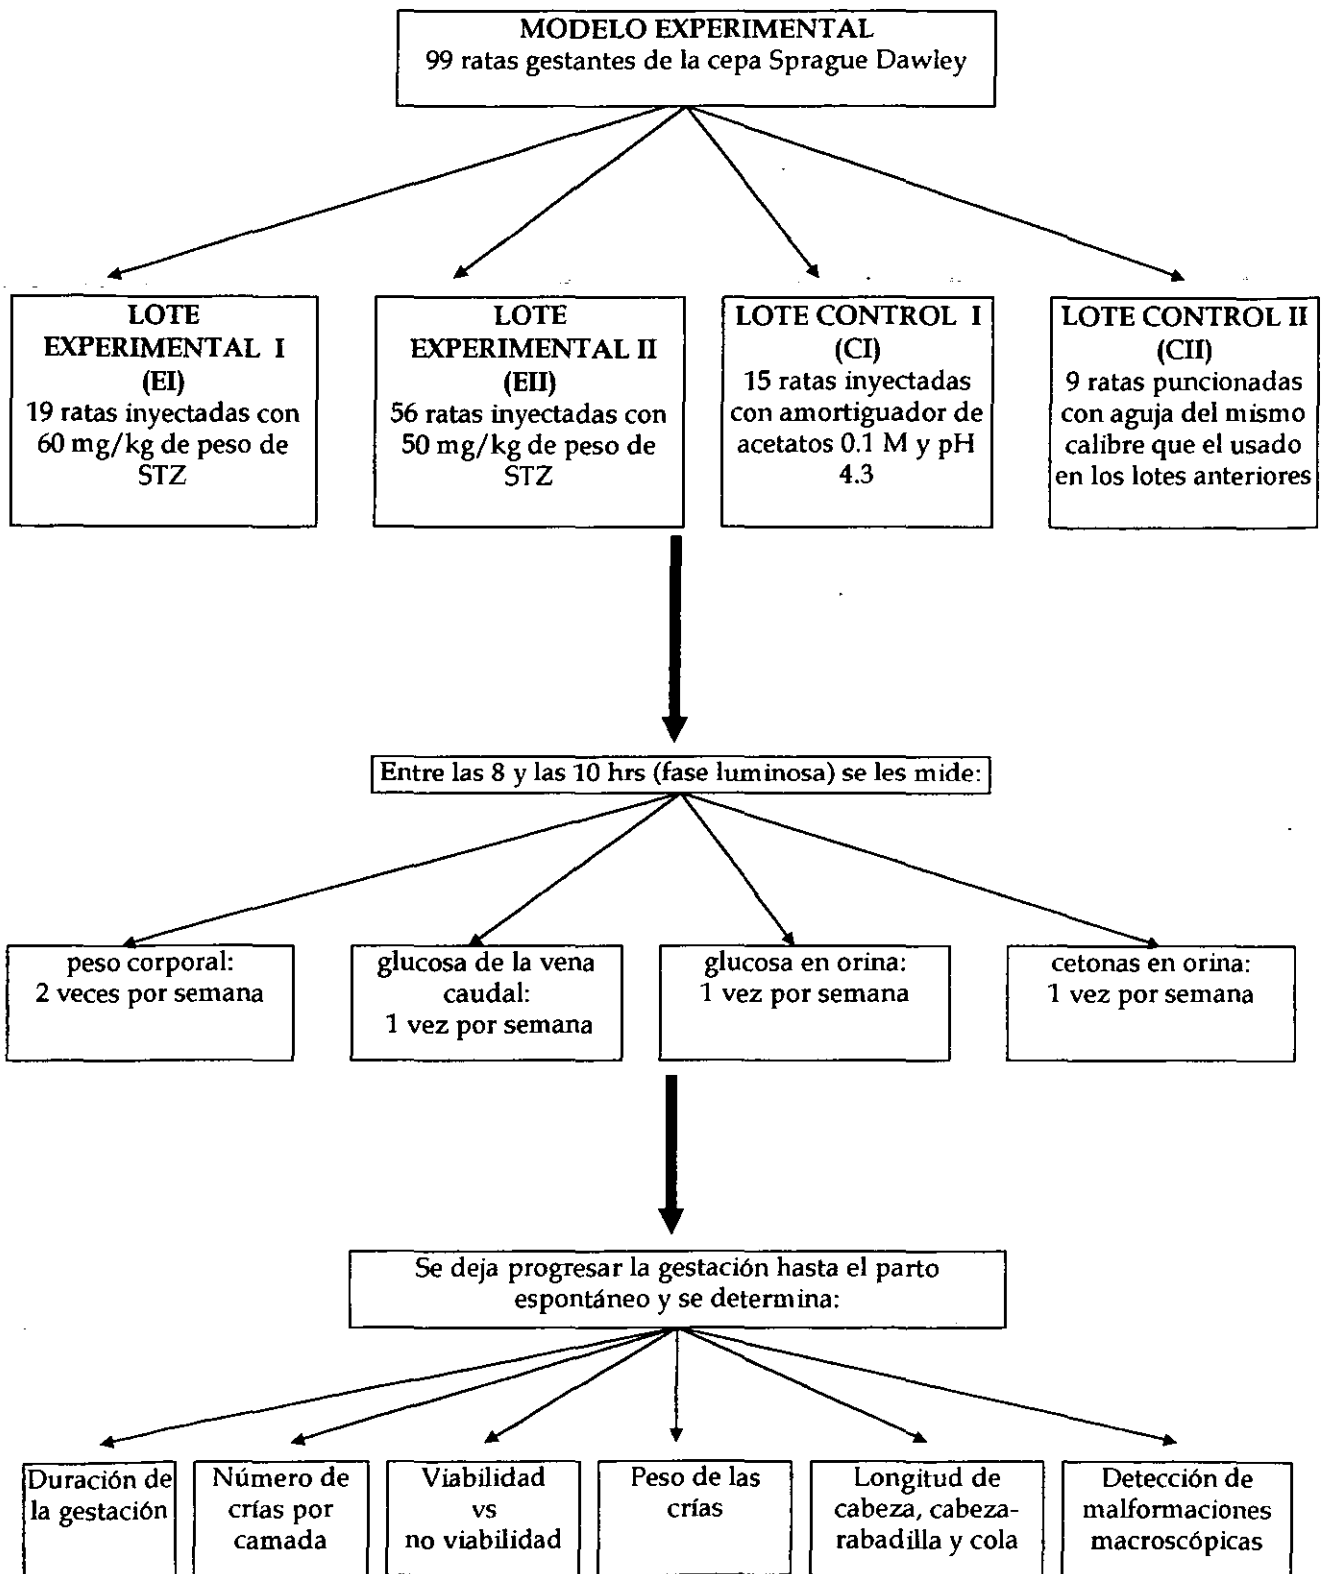 MODELO EXPERIMENTAL
99 ratas gestantes de la cepa Sprague Dawley
LOTE
EXPERIMENTAL I
(EI)
19 ratas inyectadas con
60 mg/kg de peso de
STZ
LOTE
EXPERIMENTAL II
(EII)
56 ratas inyectadas con
50 mg/kg de peso de
STZ
LOTE CONTROL I
(CI)
15 ratas inyectadas
con amortiguador de
acetatos 0.1 M y pH
4.3
LOTE CONTROL II
(CII)
9 ratas puncionadas
con aguja del mismo
calibre que el usado
en los lotes anteriores
Entre las 8 y las 10 hrs (fase luminosa) se les mide:
peso corporal:
2 veces por semana
glucosa de la vena
caudal:
1 vez por semana
glucosa en orina:
1 vez por semana
cetonas en orina:
1 vez por semana
Se deja progresar la gestación hasta el parto
espontáneo y se determina:
Duración de
la gestación
Número de
crías por
camada
Viabilidad
vs
no viabilidad
Peso de las
crías
Longitud de
cabeza, cabeza-
rabadilla y cola
Detección de
malformaciones
macroscópicas